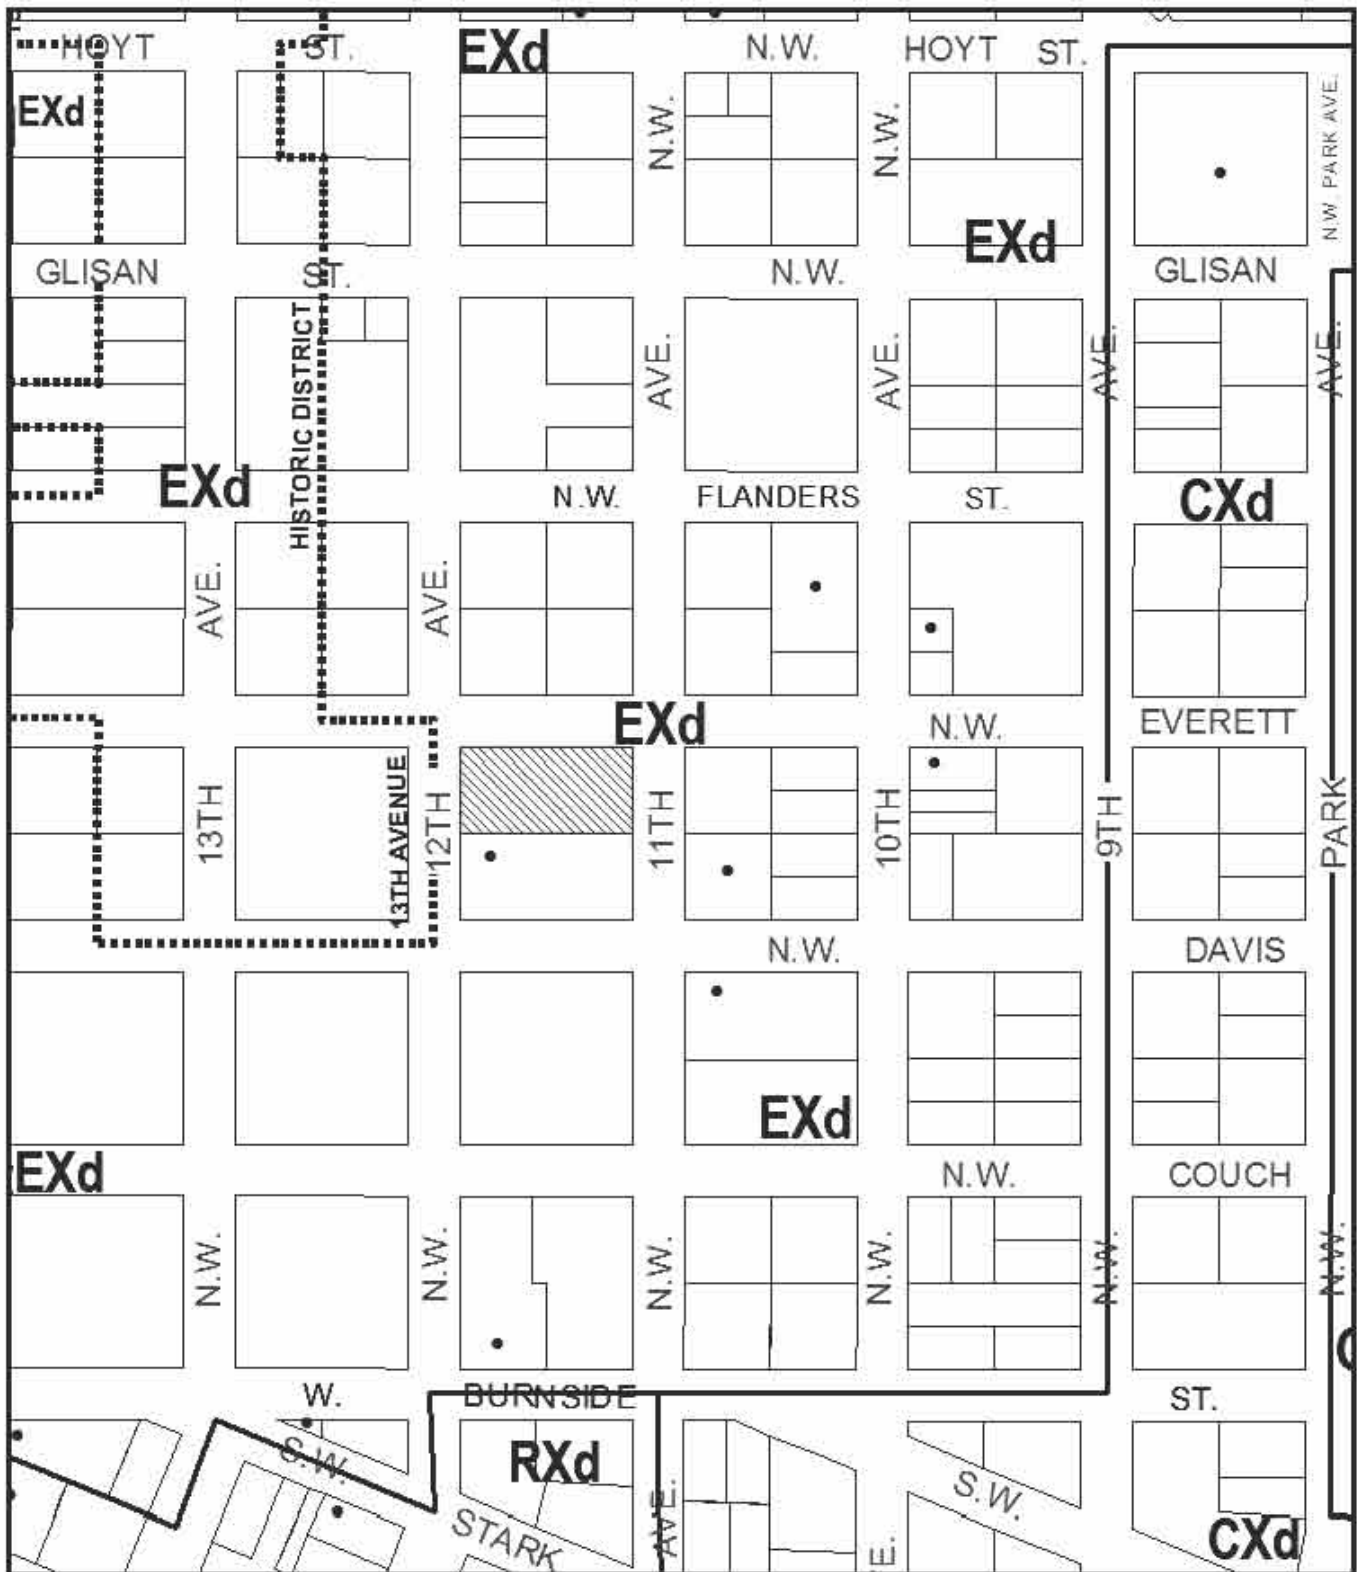 HOYT ST. EXd N.W. HOYT ST.
EXd
N.W.
N.W.
N.W. PARK AVE.
EXd
GLISAN ST. N.W. GLISAN
HISTORIC DISTRICT
AVE.
AVE.
AVE.
AVE.
EXd N.W. FLANDERS ST. CXd
AVE.
AVE.
EXd N.W. EVERETT
13TH
13TH AVENUE
12TH
11TH
10TH
9TH
PARK
N.W. DAVIS
EXd
EXd N.W. COUCH
N.W.
N.W.
N.W.
N.W.
N.W.
N.W.
W. BURNSIDE ST.
S.W. RXd
S.W.
STARK
AVE.
CXd